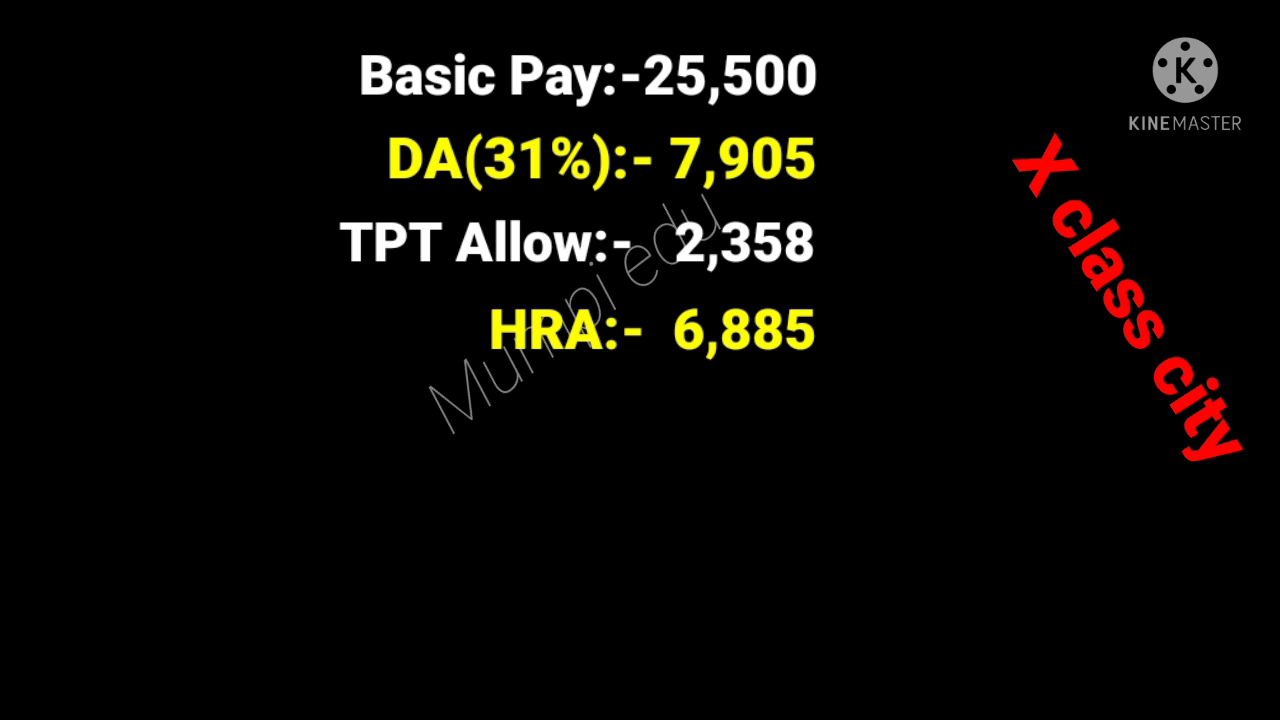 Basic Pay:-25,500
DA(31%):- 7,905
TPT Allow:- 2,358
HRA:- 6,885
X class city
K
KINEMASTER